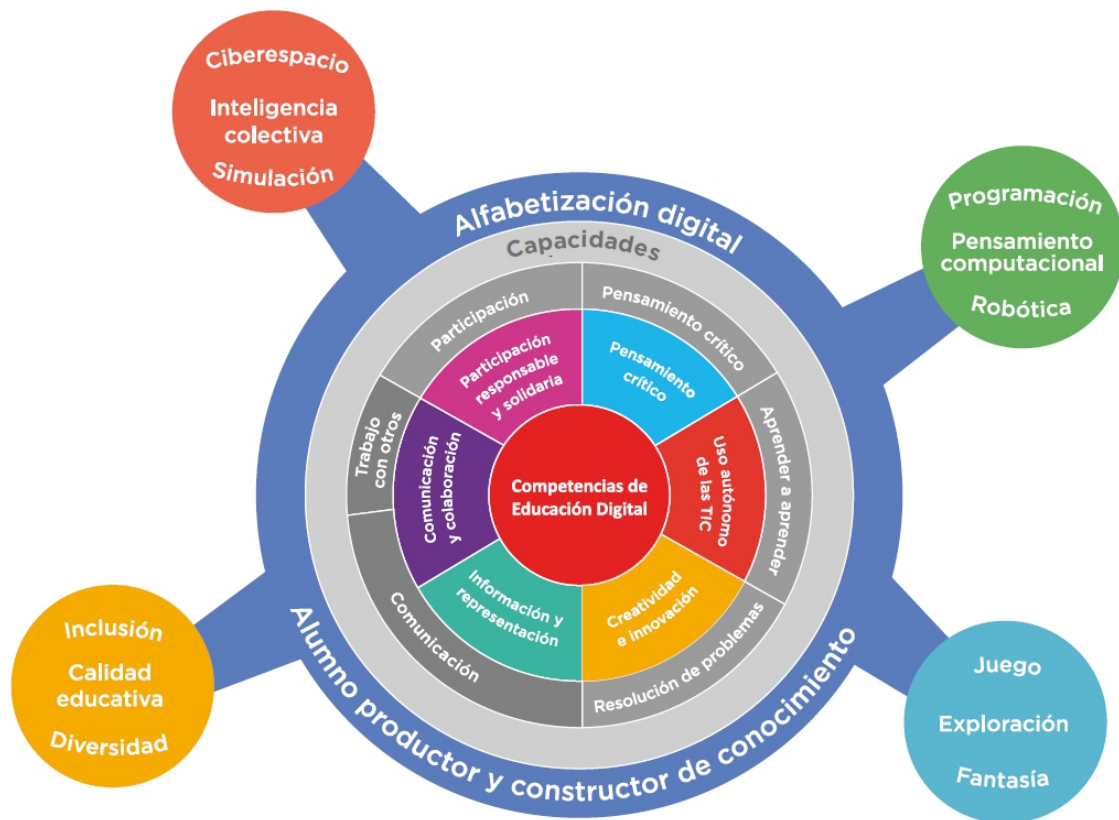 Ciberespacio
Inteligencia
colectiva
Simulación
Programación
Pensamiento
computacional
Robótica
Alfabetización digital
Capacidades
Participación
Pensamiento crítico
Participación
responsable
y solidaria
Pensamiento
crítico
Trabajo
con otros
Comunicación
y colaboración
Competencias de
Educación Digital
Uso autónomo
de las TIC
Aprender a aprender
Información y
representación
Creatividad
e innovación
Comunicación
Resolución de problemas
Alumno productor y constructor de conocimiento
Inclusión
Calidad
educativa
Diversidad
Juego
Exploración
Fantasía